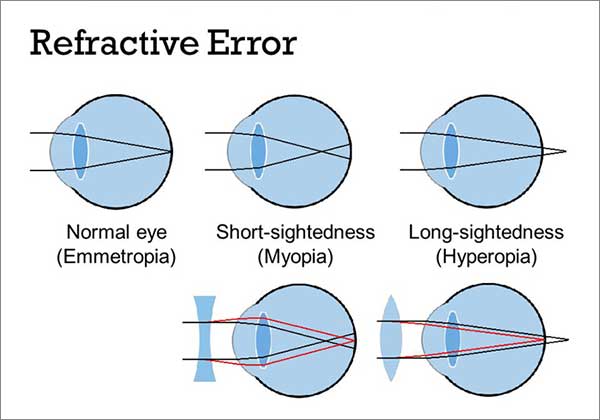 Refractive Error
Normal eye
(Emmetropia)
Short-sightedness
(Myopia)
Long-sightedness
(Hyperopia)